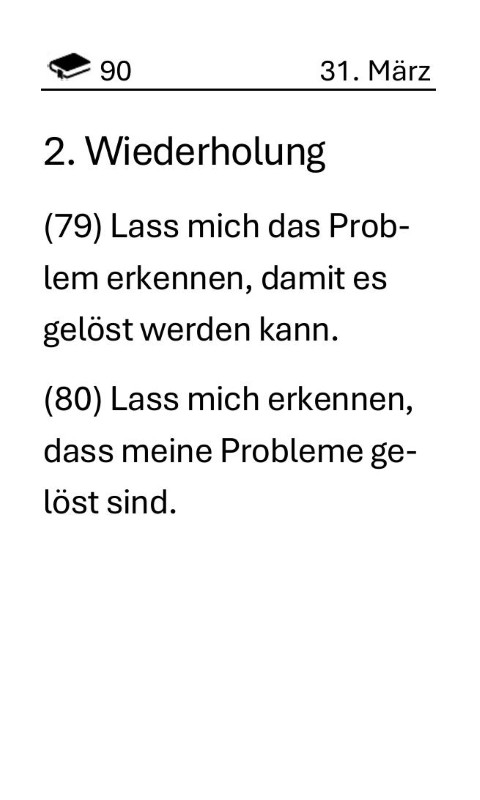 90 31. März
2. Wiederholung
(79) Lass mich das Prob-
lem erkennen, damit es
gelöst werden kann.
(80) Lass mich erkennen,
dass meine Probleme ge-
löst sind.